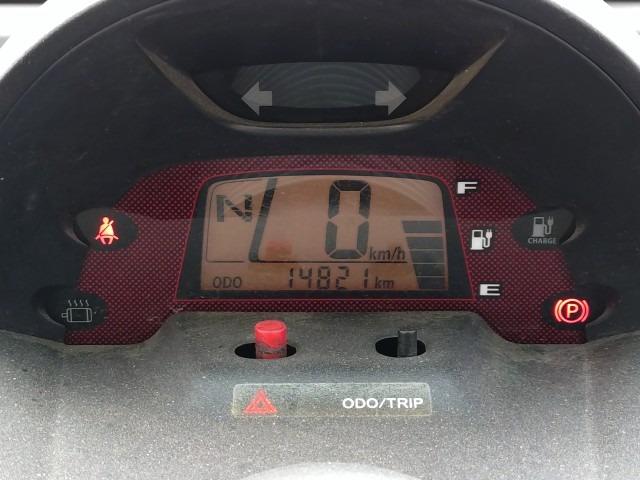 F
N 0 km/h
CHARGE
ODO 14821 km
E
P
ODO/TRIP